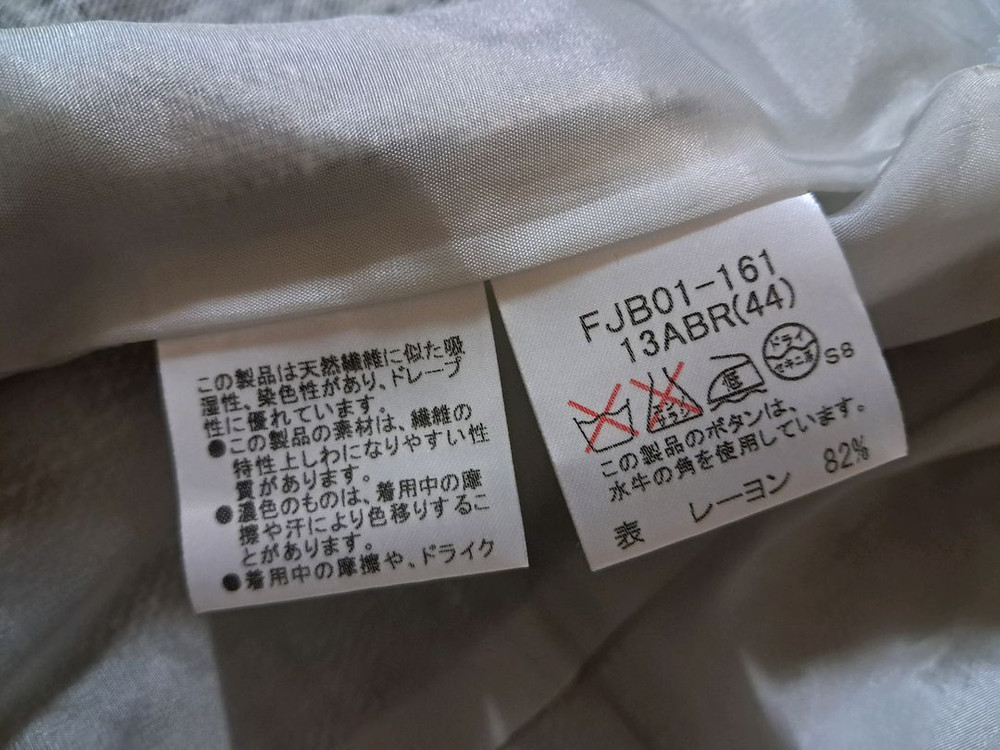 この製品は天然繊維に似た吸
湿性、染色性があり、ドレープ
性に優れています。
●この製品の素材は、繊維の
特性上しわになりやすい性
質があります。
●濃色のものは、着用中の摩
擦や汗により色移りするこ
とがあります。
●着用中の摩擦や、ドライク
FJB01-161
13ABR(44)
低
ドライ
セキユ系
S8
この製品のボタンは、
水牛の角を使用しています。
表 レーヨン 82%